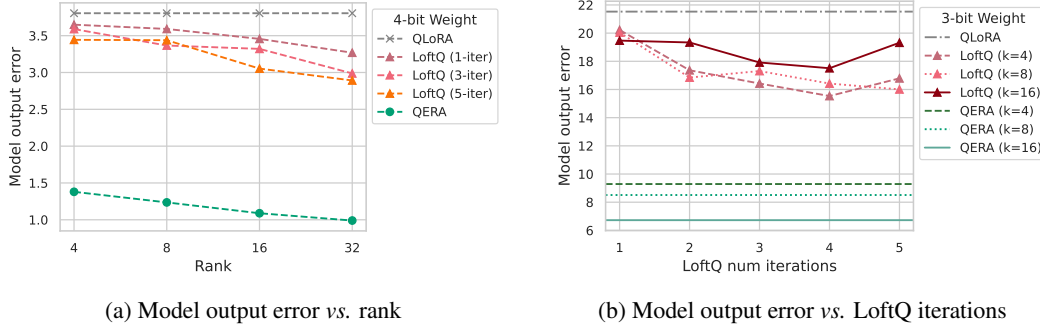 3.5
3.0
2.5
2.0
1.5
1.0
Model output error
4
8
16
32
Rank
4-bit Weight
QLoRA
LoftQ (1-iter)
LoftQ (3-iter)
LoftQ (5-iter)
QERA
(a) Model output error vs. rank
22
20
18
16
14
12
10
8
6
Model output error
1
2
3
4
5
LoftQ num iterations
3-bit Weight
QLoRA
LoftQ (k=4)
LoftQ (k=8)
LoftQ (k=16)
QERA (k=4)
QERA (k=8)
QERA (k=16)
(b) Model output error vs. LoftQ iterations